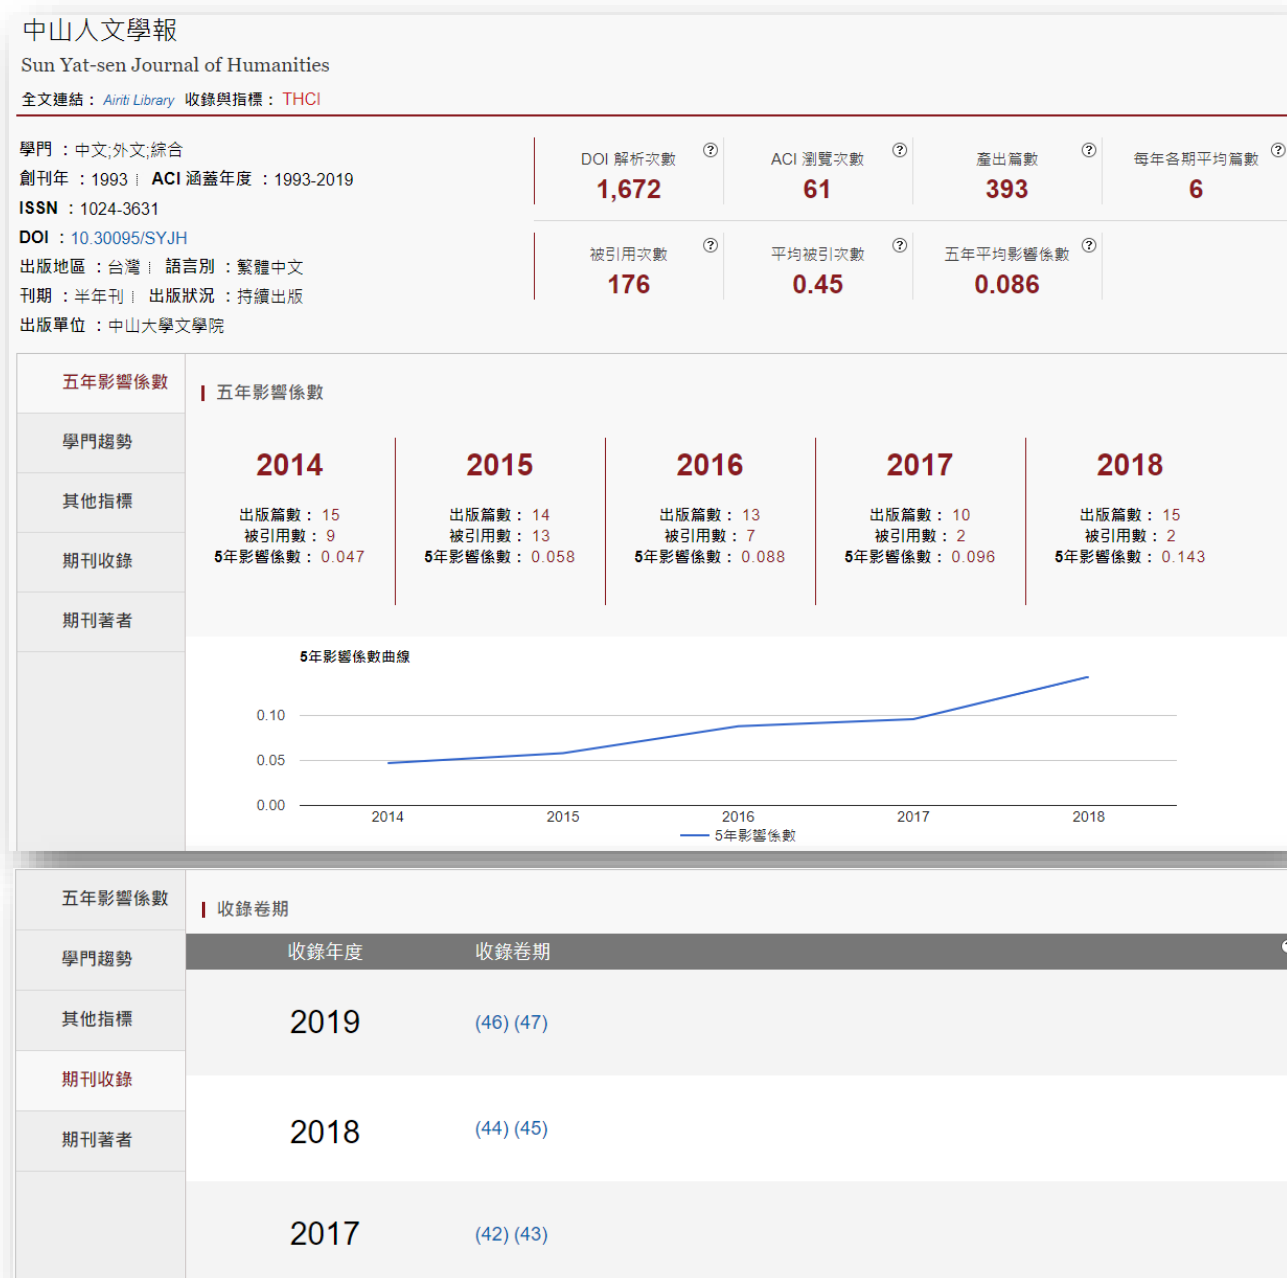 中山人文學報
Sun Yat-sen Journal of Humanities
全文連結： Airiti Library 收錄與指標： THCI
學門 ：中文;外文;綜合
創刊年 ：1993 | ACI 涵蓋年度 ：1993-2019
ISSN ：1024-3631
DOI ：10.30095/SYJH
出版地區 ：台灣 | 語言別 ：繁體中文
刊期 ：半年刊 | 出版狀況 ：持續出版
出版單位 ：中山大學文學院
DOI 解析次數 ? ACI 瀏覽次數 ? 產出篇數 ? 每年各期平均篇數 ?
1,672 61 393 6
被引用次數 ? 平均被引次數 ? 五年平均影響係數 ?
176 0.45 0.086
五年影響係數
學門趨勢
其他指標
期刊收錄
期刊著者
五年影響係數
2014 2015 2016 2017 2018
出版篇數： 15 出版篇數： 14 出版篇數： 13 出版篇數： 10 出版篇數： 15
被引用數： 9 被引用數： 13 被引用數： 7 被引用數： 2 被引用數： 2
5年影響係數： 0.047 5年影響係數： 0.058 5年影響係數： 0.088 5年影響係數： 0.096 5年影響係數： 0.143
5年影響係數曲線
0.10
0.05
0.00
2014 2015 2016 2017 2018
5年影響係數
五年影響係數
學門趨勢
其他指標
期刊收錄
期刊著者
收錄卷期
收錄年度 收錄卷期
2019 (46) (47)
2018 (44) (45)
2017 (42) (43)